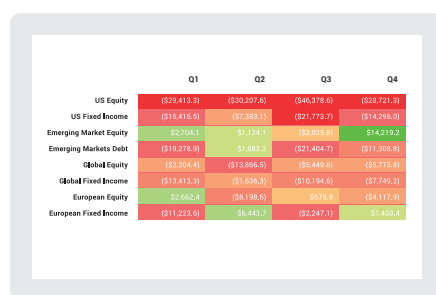 Q1 Q2 Q3 Q4
US Equity ($29,413.3) ($30,207.6) ($46,378.6) ($28,721.3)
US Fixed Income ($16,416.5) ($7,383.1) ($21,773.7) ($14,296.0)
Emerging Market Equity $2,704.1 $1,124.1 ($2,025.8) $14,219.2
Emerging Markets Debt ($19,278.9) $1,882.3 ($21,404.7) ($11,308.8)
Global Equity ($2,304.4) ($13,866.5) ($5,449.6) ($5,773.8)
Global Fixed Income ($13,413.3) ($1,636.3) ($10,194.6) ($7,749.2)
European Equity $2,662.4 ($8,198.6) $575.8 ($4,117.9)
European Fixed Income ($11,223.6) $6,443.7 ($2,247.1) $1,403.4